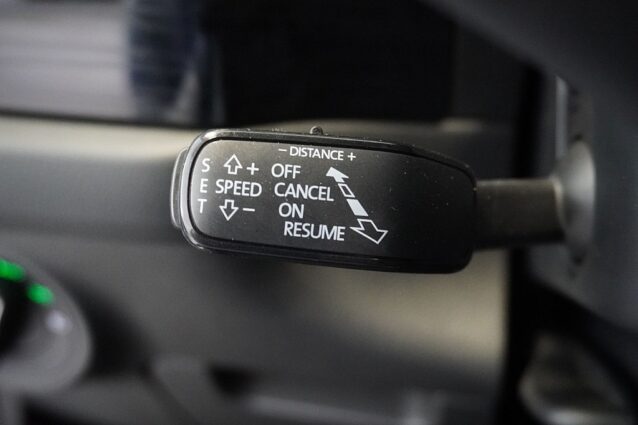 - DISTANCE +
S + OFF
E SPEED CANCEL
T - ON
RESUME